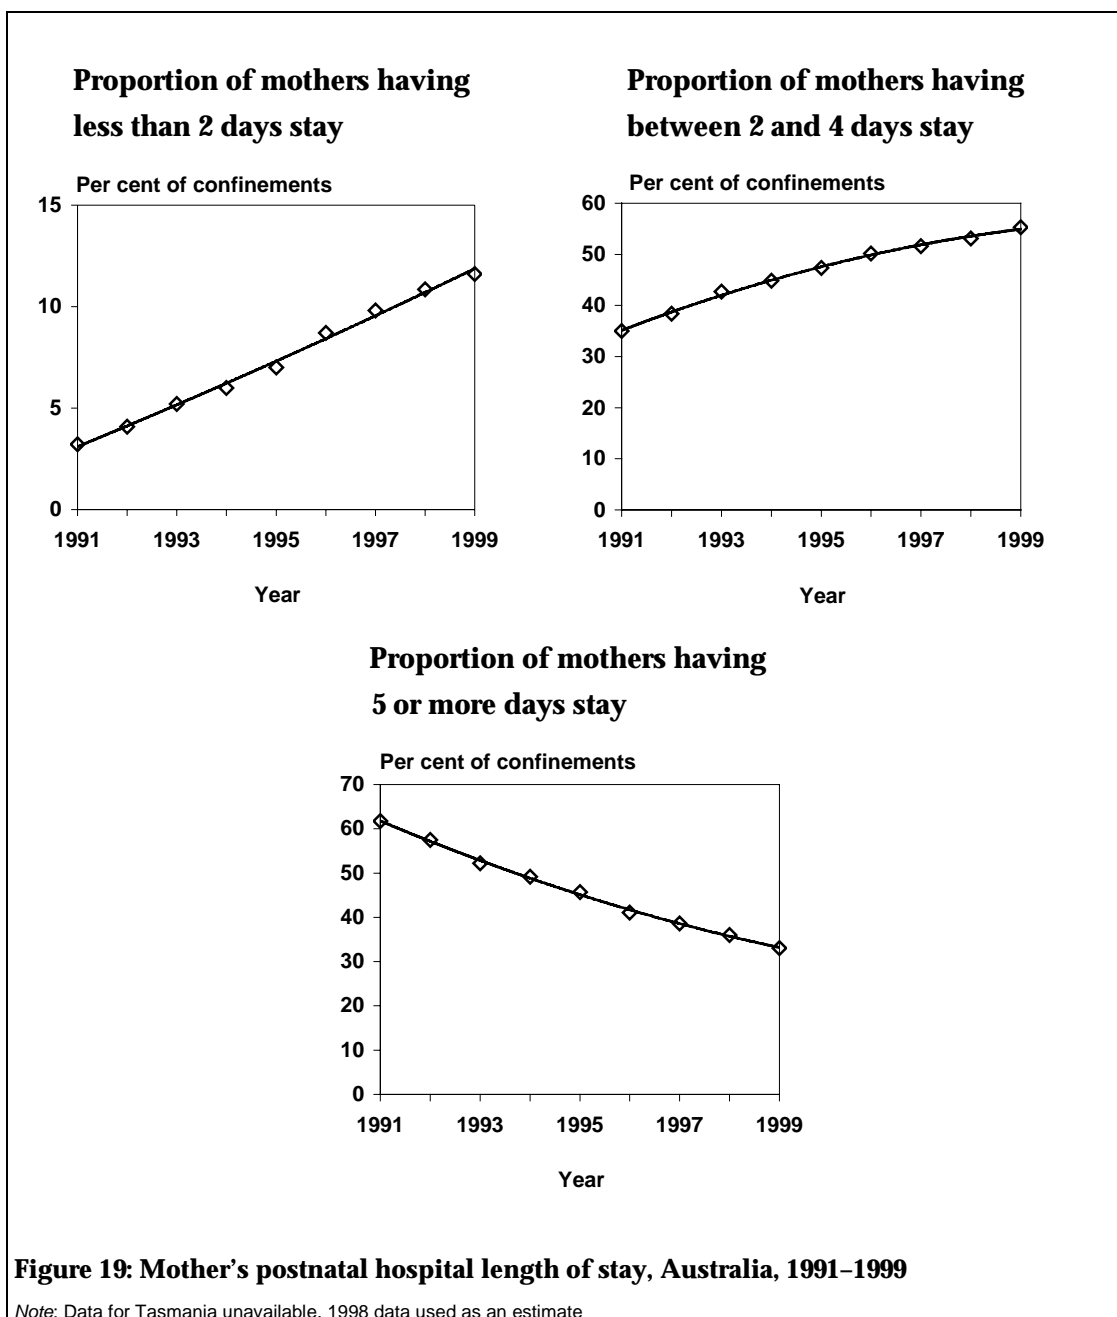 Proportion of mothers having
less than 2 days stay
Per cent of confinements
15
10
5
0
1991 1993 1995 1997 1999
Year
Proportion of mothers having
between 2 and 4 days stay
Per cent of confinements
60
50
40
30
20
10
0
1991 1993 1995 1997 1999
Year
Proportion of mothers having
5 or more days stay
Per cent of confinements
70
60
50
40
30
20
10
0
1991 1993 1995 1997 1999
Year
Figure 19: Mother’s postnatal hospital length of stay, Australia, 1991–1999
Note: Data for Tasmania unavailable. 1998 data used as an estimate